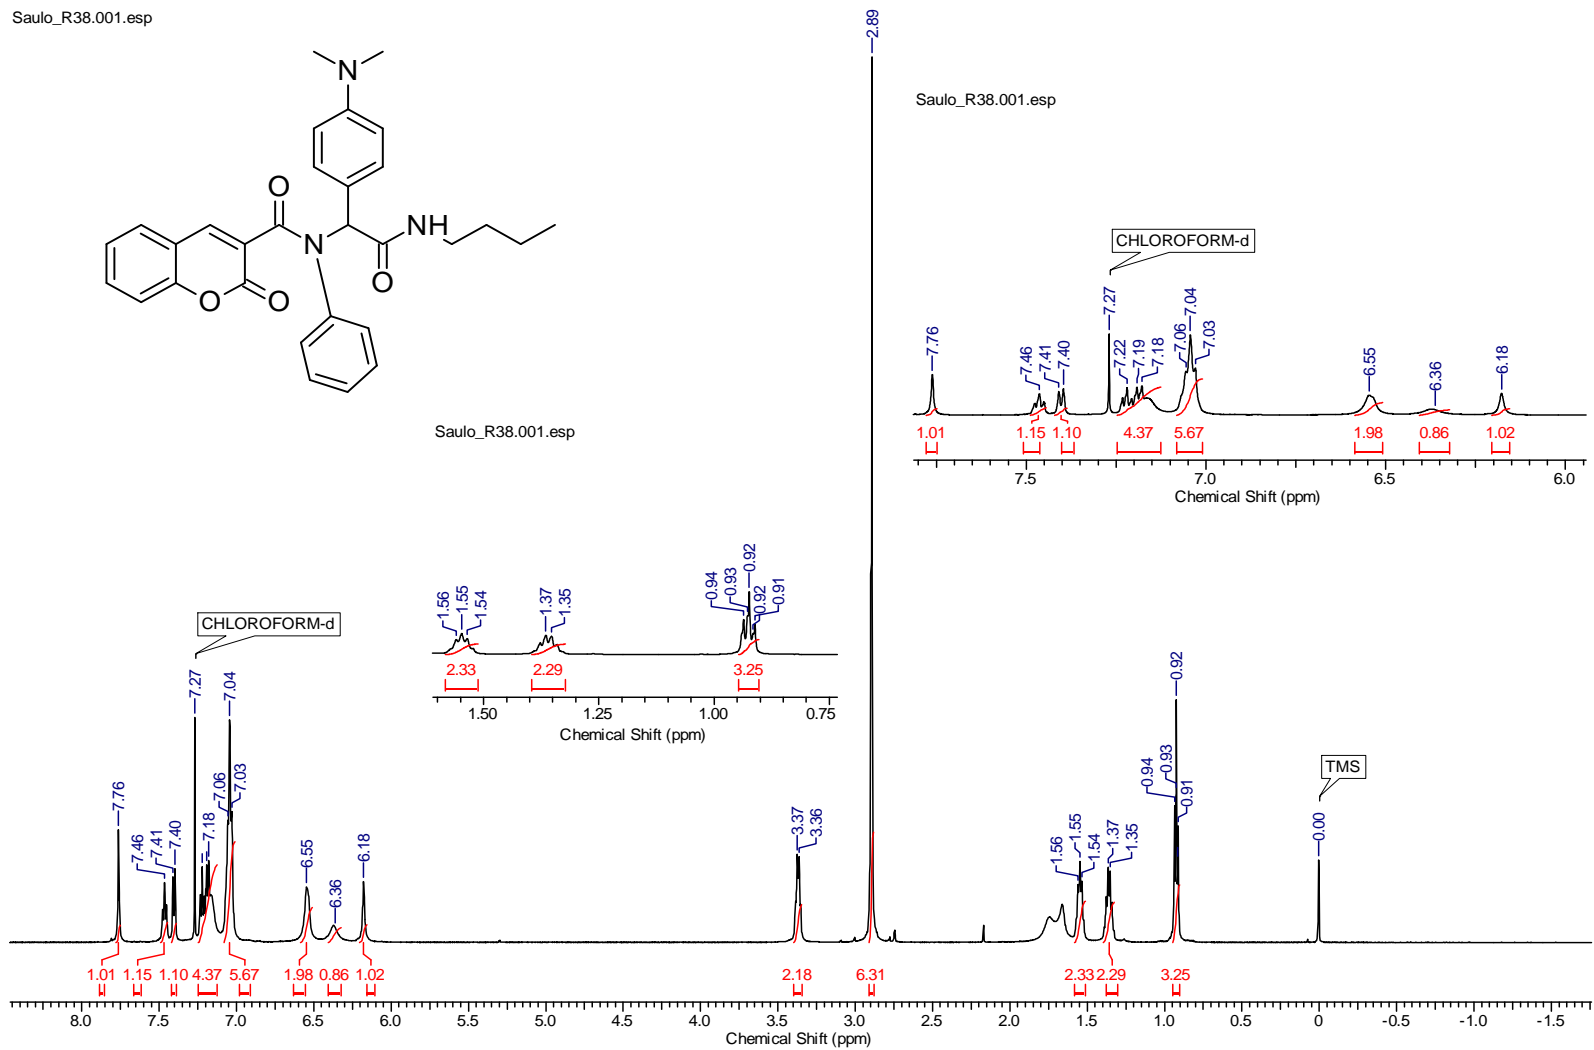 Saulo_R38.001.esp
N
O
N
NH
O
O
O
Saulo_R38.001.esp
CHLOROFORM-d
7.76
7.46
7.41
7.40
7.27
7.22
7.19
7.18
7.06
7.04
7.03
6.55
6.36
6.18
1.01 1.15 1.10 4.37 5.67 1.98 0.86 1.02
7.5 7.0 6.5 6.0
Chemical Shift (ppm)
Saulo_R38.001.esp
1.56
1.55
1.54
1.37
1.35
0.94
0.93
0.92
0.92
0.91
2.33 2.29 3.25
1.50 1.25 1.00 0.75
Chemical Shift (ppm)
CHLOROFORM-d
TMS
7.76
7.46
7.41
7.40
7.27
7.18
7.06
7.04
7.03
6.55
6.36
6.18
3.37
3.36
2.89
1.56
1.55
1.54
1.37
1.35
0.94
0.93
0.92
0.91
0.00
1.01 1.15 1.10 4.37 5.67 1.98 0.86 1.02 2.18 6.31 2.33 2.29 3.25
8.0 7.5 7.0 6.5 6.0 5.5 5.0 4.5 4.0 3.5 3.0 2.5 2.0 1.5 1.0 0.5 0 -0.5 -1.0 -1.5
Chemical Shift (ppm)